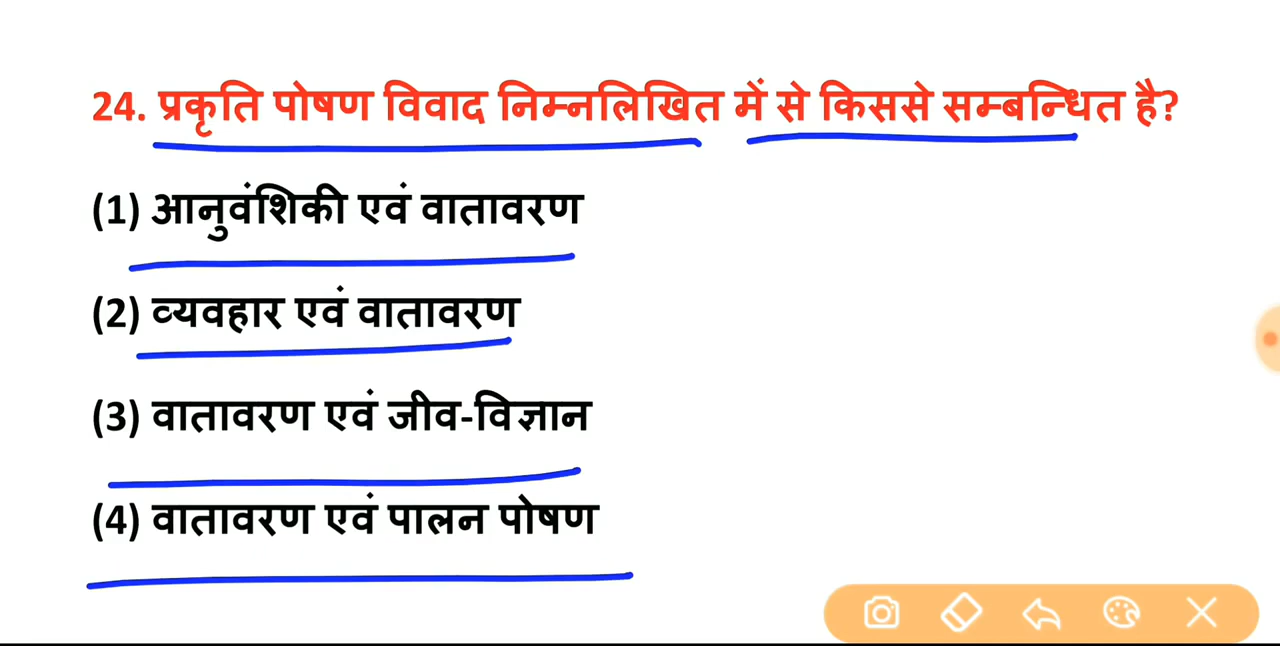 24. प्रकृति पोषण विवाद निम्नलिखित में से किससे सम्बन्धित है?
(1) आनुवंशिकी एवं वातावरण
(2) व्यवहार एवं वातावरण
(3) वातावरण एवं जीव-विज्ञान
(4) वातावरण एवं पालन पोषण